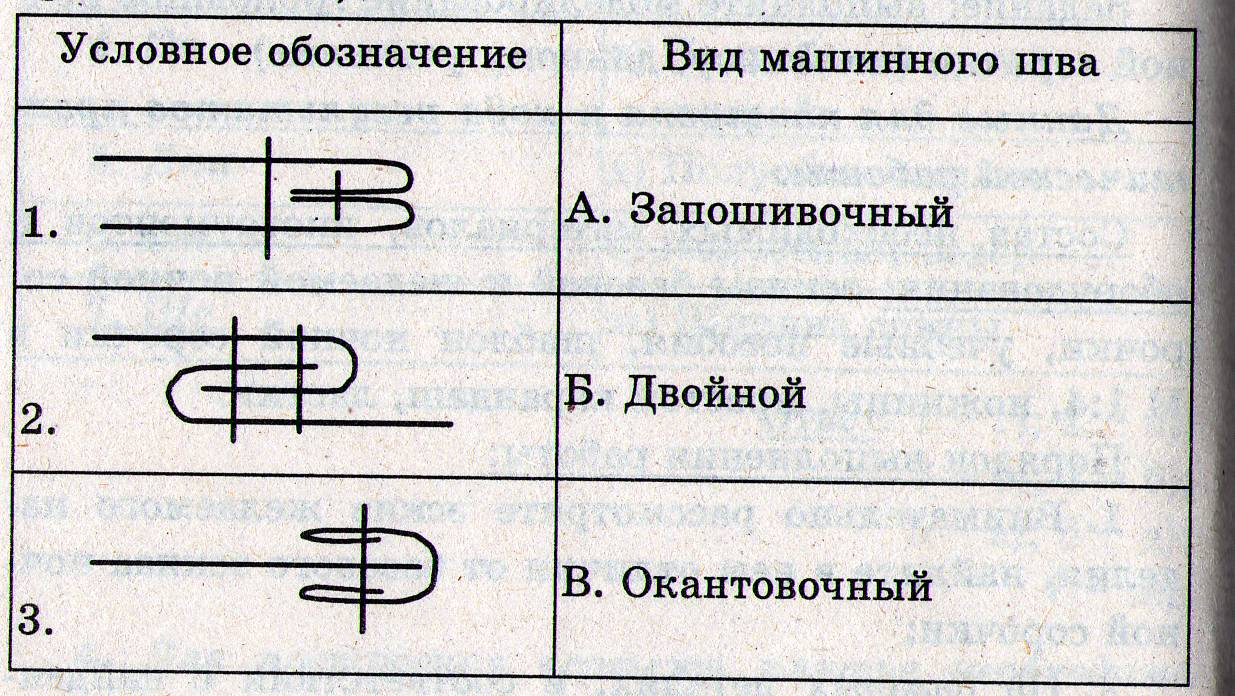 Условное обозначение Вид машинного шва
1. А. Запошивочный
2. Б. Двойной
3. В. Окантовочный